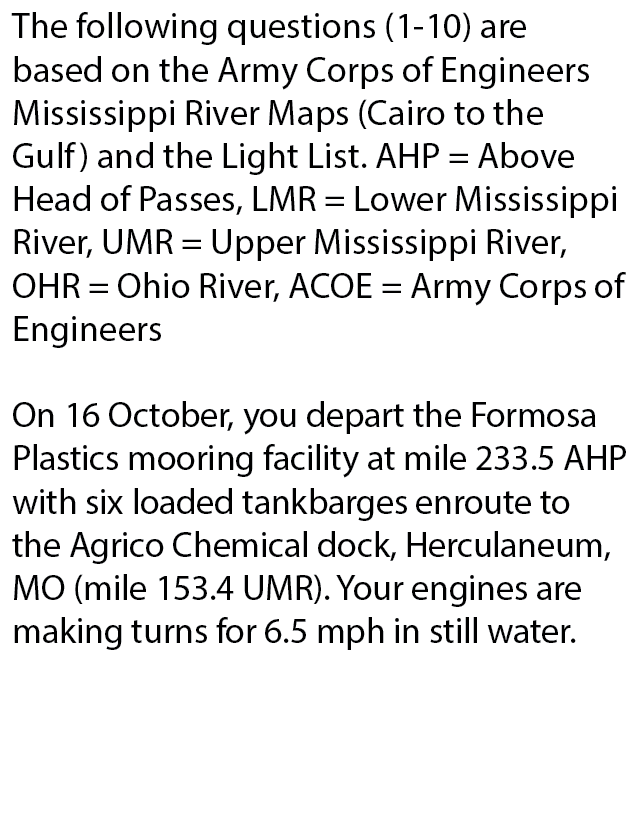 The following questions (1-10) are
based on the Army Corps of Engineers
Mississippi River Maps (Cairo to the
Gulf) and the Light List. AHP = Above
Head of Passes, LMR = Lower Mississippi
River, UMR = Upper Mississippi River,
OHR = Ohio River, ACOE = Army Corps of
Engineers
On 16 October, you depart the Formosa
Plastics mooring facility at mile 233.5 AHP
with six loaded tankbarges enroute to
the Agrico Chemical dock, Herculaneum,
MO (mile 153.4 UMR). Your engines are
making turns for 6.5 mph in still water.